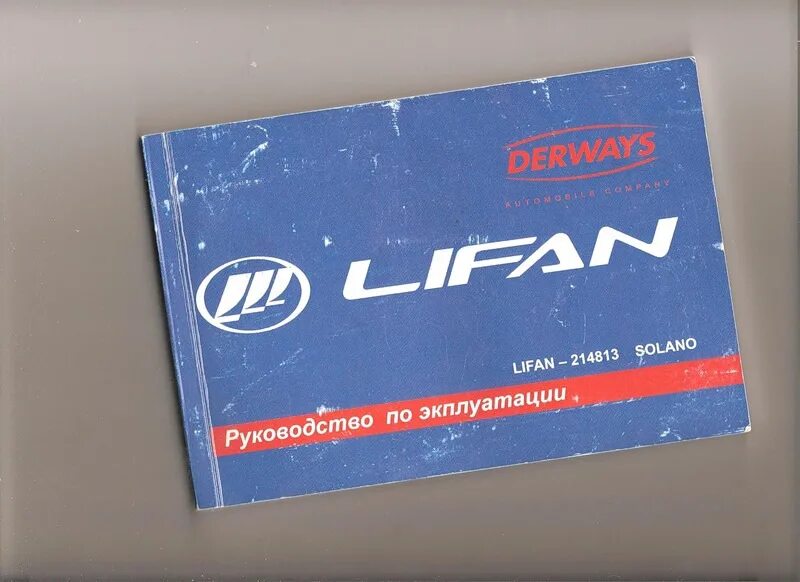 DERWAYS
AUTOMOBILE COMPANY
LIFAN
LIFAN – 214813 SOLANO
Руководство по экплуатации